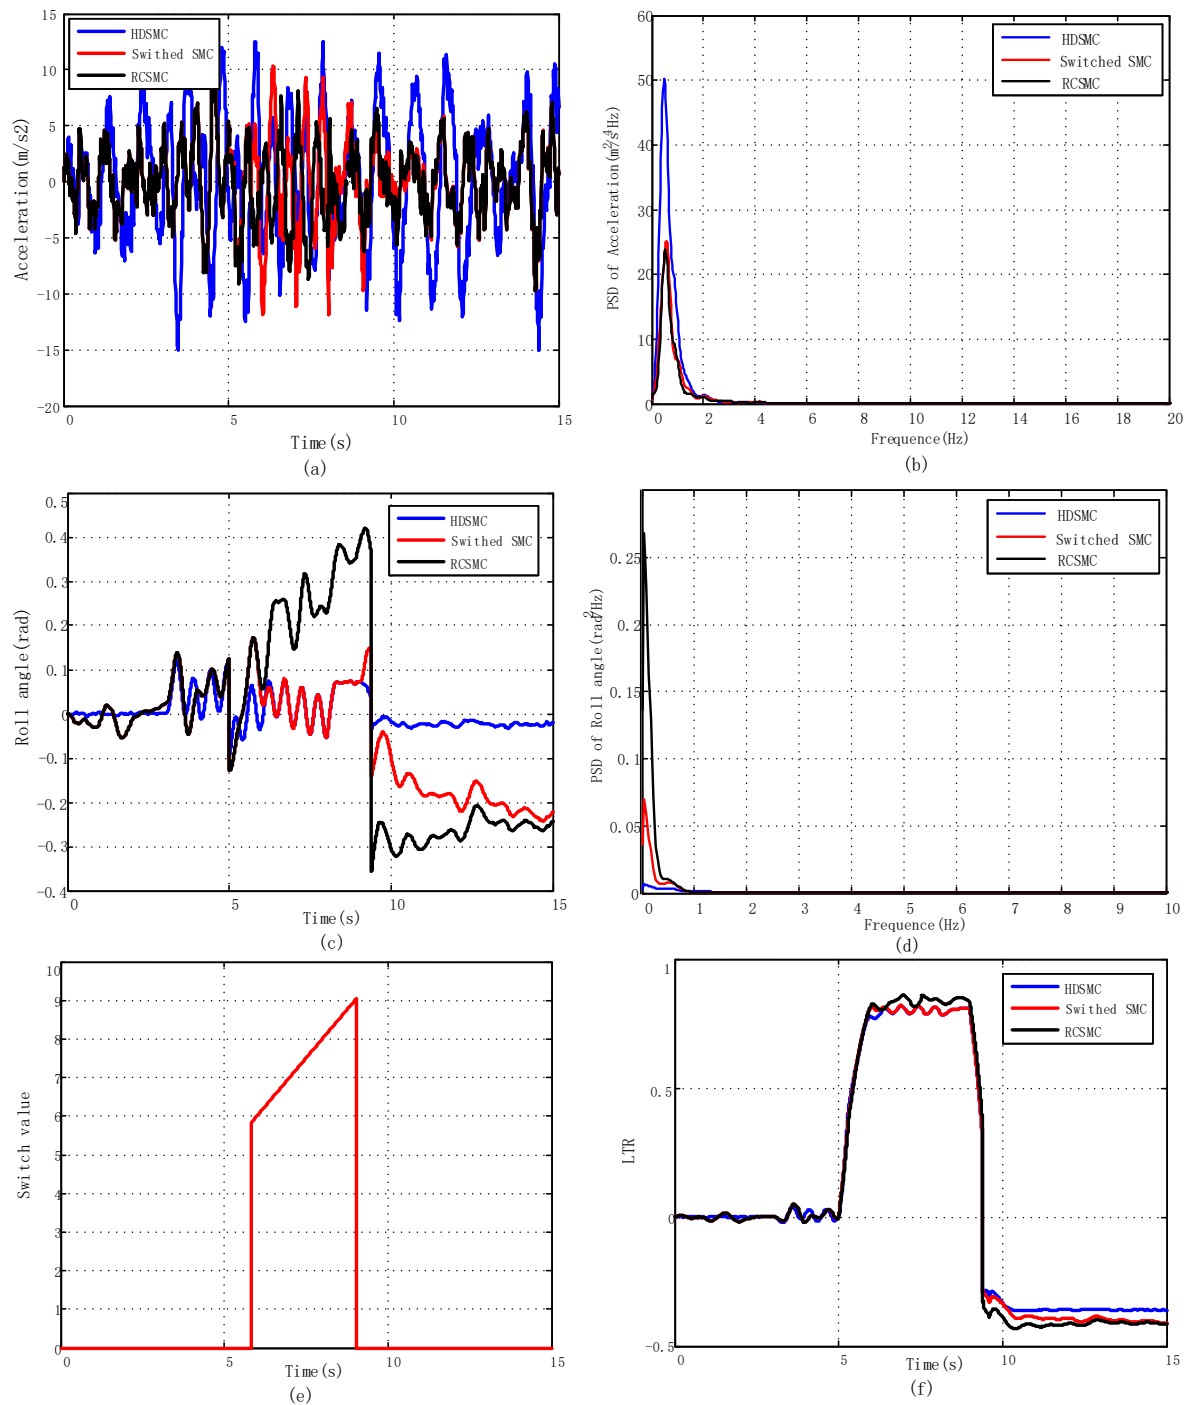 15
10
5
0
-5
-10
-15
-20
HDSMC
Swithed SMC
RCSMC
Acceleration(m/s2)
0 5 10 15
Time(s)
(a)
60
50
40
30
20
10
0
HDSMC
Switched SMC
RCSMC
PSD of Acceleration(m²/s⁴Hz)
0 2 4 6 8 10 12 14 16 18 20
Frequence(Hz)
(b)
0.5
0.4
0.3
0.2
0.1
0
-0.1
-0.2
-0.3
-0.4
HDSMC
Swithed SMC
RCSMC
Roll angle(rad)
0 5 10 15
Time(s)
(c)
0.25
0.2
0.15
0.1
0.05
0
HDSMC
Switched SMC
RCSMC
PSD of Roll angle(rad²/Hz)
0 1 2 3 4 5 6 7 8 9 10
Frequence(Hz)
(d)
10
9
8
7
6
5
4
3
2
1
0
Switch value
0 5 10 15
Time(s)
(e)
1
0.5
0
-0.5
HDSMC
Swithed SMC
RCSMC
LTR
0 5 10 15
Time(s)
(f)